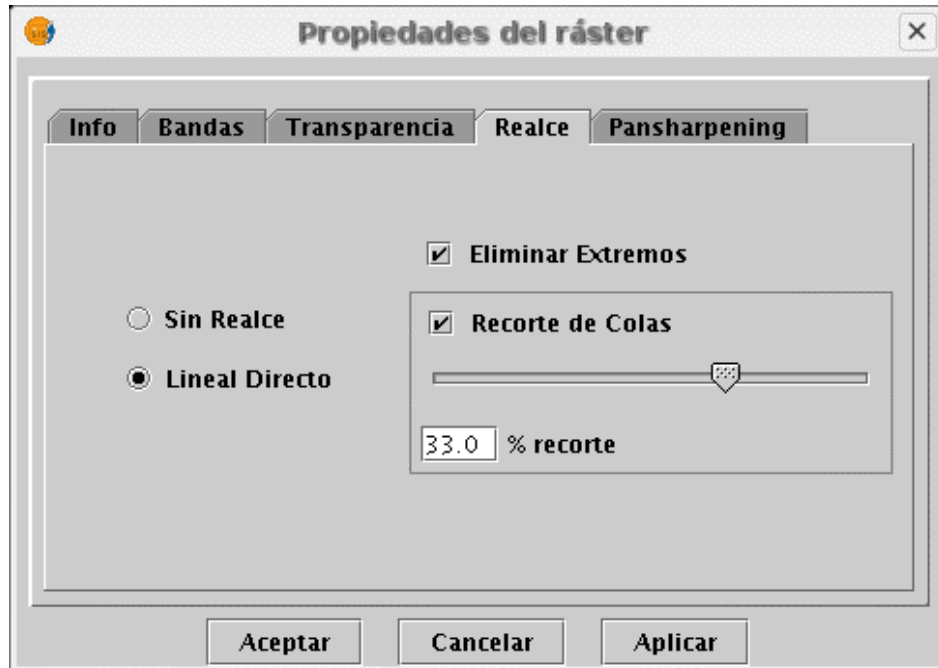 Propiedades del ráster
Info Bandas Transparencia Realce Pansharpening
Eliminar Extremos
Sin Realce
Recorte de Colas
Lineal Directo
33.0 % recorte
Aceptar Cancelar Aplicar